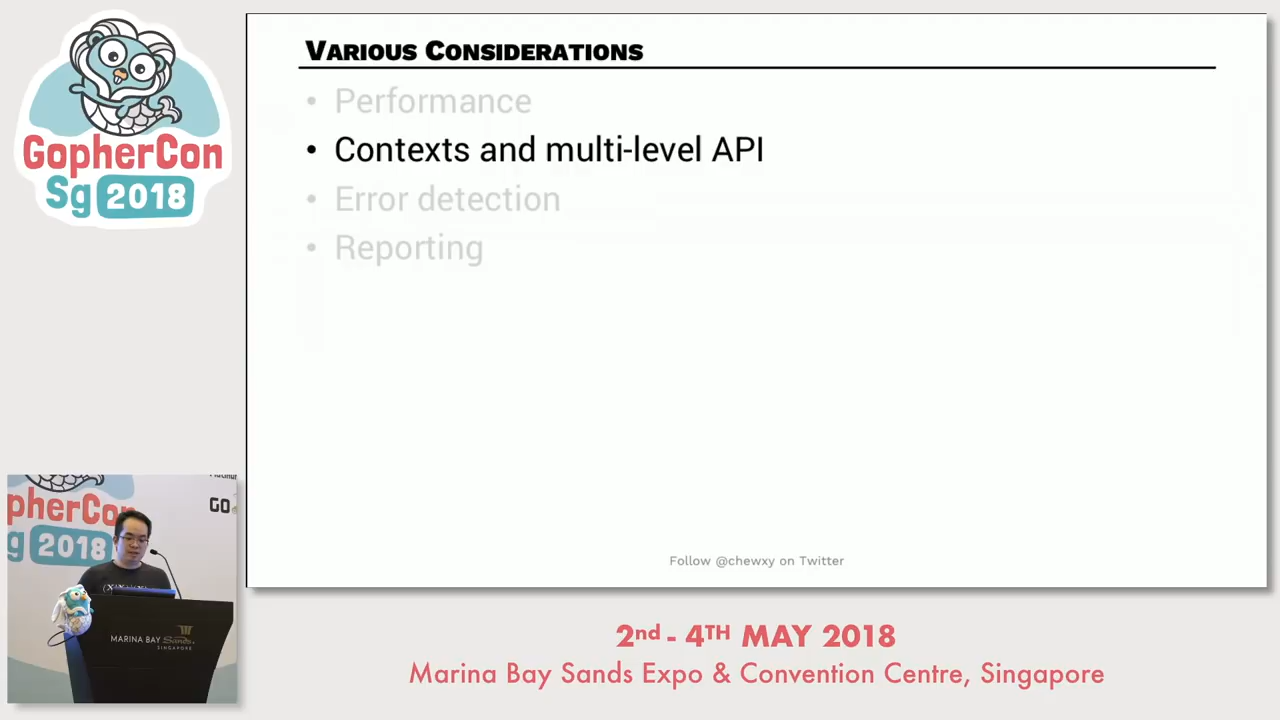 GopherCon
Sg 2018
VARIOUS CONSIDERATIONS
• Performance
• Contexts and multi-level API
• Error detection
• Reporting
Follow @chewxy on Twitter
pherCo
g 2018
GO
MARINA BAY Sands
SINGAPORE
2nd - 4TH MAY 2018
Marina Bay Sands Expo & Convention Centre, Singapore